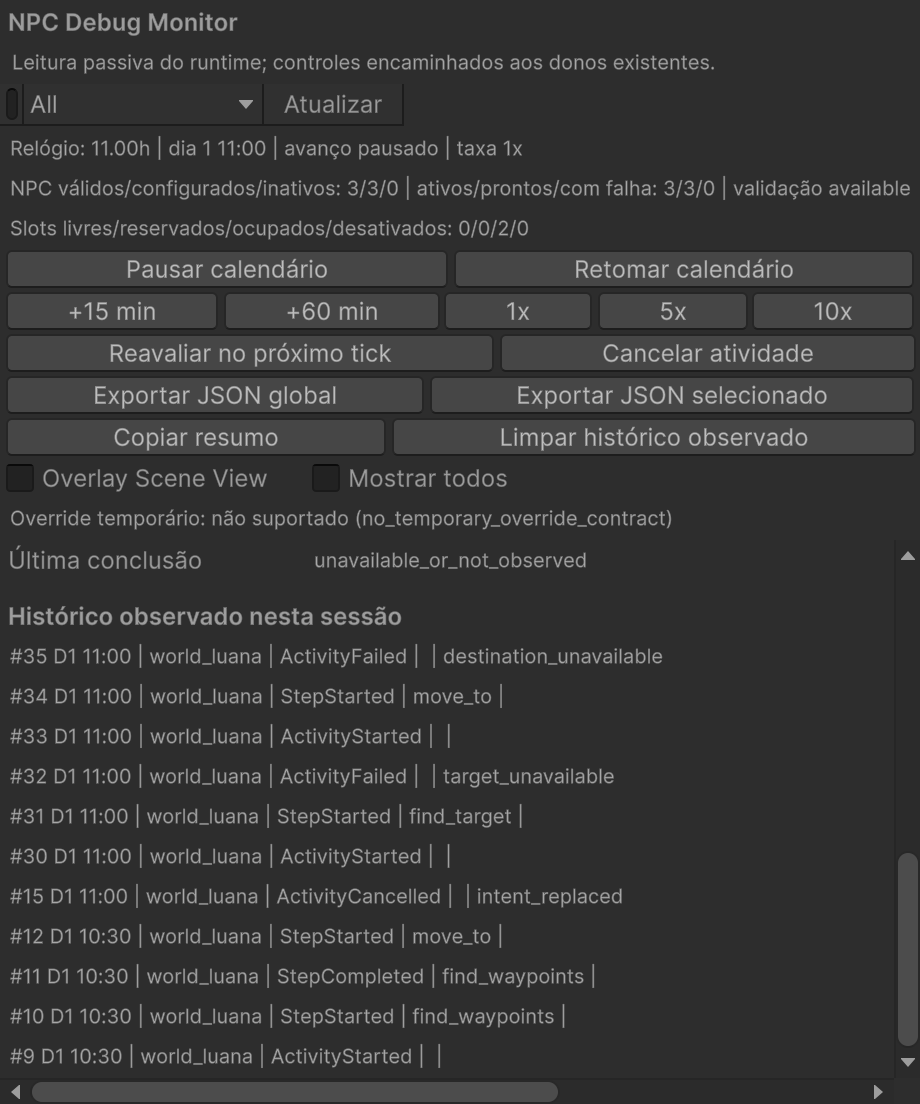 NPC Debug Monitor
Leitura passiva do runtime; controles encaminhados aos donos existentes.
All Atualizar
Relógio: 11.00h | dia 1 11:00 | avanço pausado | taxa 1x
NPC válidos/configurados/inativos: 3/3/0 | ativos/prontos/com falha: 3/3/0 | validação available
Slots livres/reservados/ocupados/desativados: 0/0/2/0
Pausar calendário Retomar calendário
+15 min +60 min 1x 5x 10x
Reavaliar no próximo tick Cancelar atividade
Exportar JSON global Exportar JSON selecionado
Copiar resumo Limpar histórico observado
Overlay Scene View Mostrar todos
Override temporário: não suportado (no_temporary_override_contract)
Última conclusão unavailable_or_not_observed
Histórico observado nesta sessão
#35 D1 11:00 | world_luana | ActivityFailed | | destination_unavailable
#34 D1 11:00 | world_luana | StepStarted | move_to |
#33 D1 11:00 | world_luana | ActivityStarted | |
#32 D1 11:00 | world_luana | ActivityFailed | | target_unavailable
#31 D1 11:00 | world_luana | StepStarted | find_target |
#30 D1 11:00 | world_luana | ActivityStarted | |
#15 D1 11:00 | world_luana | ActivityCancelled | | intent_replaced
#12 D1 10:30 | world_luana | StepStarted | move_to |
#11 D1 10:30 | world_luana | StepCompleted | find_waypoints |
#10 D1 10:30 | world_luana | StepStarted | find_waypoints |
#9 D1 10:30 | world_luana | ActivityStarted | |